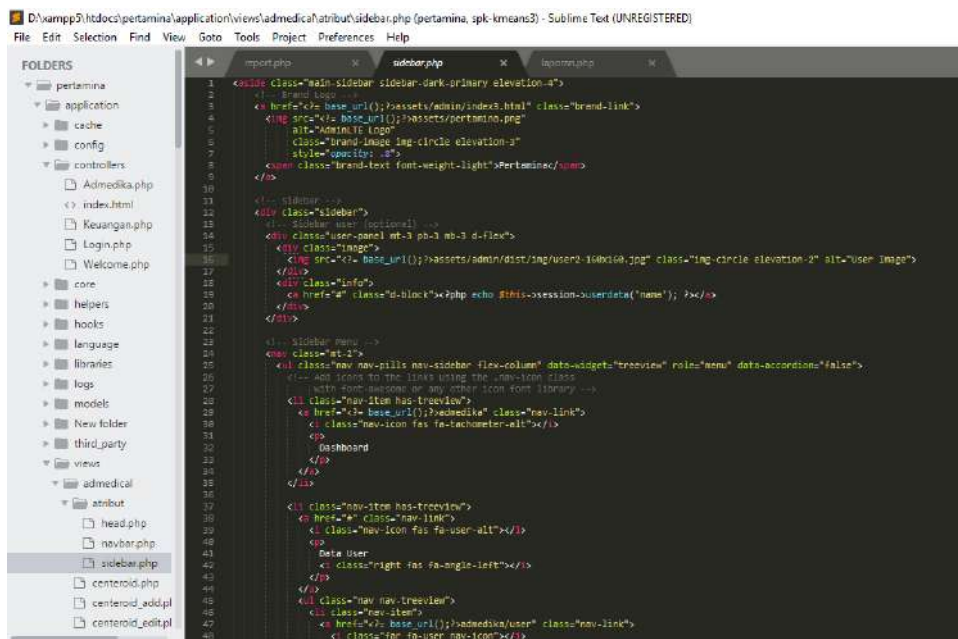 D:\xampp5\htdocs\pertamina\application\views\admedical\atribut\sidebar.php (pertamina, spk-kmeans3) - Sublime Text (UNREGISTERED)
File Edit Selection Find View Goto Tools Project Preferences Help
FOLDERS
pertamina
application
cache
config
controllers
Admedika.php
index.html
Keuangan.php
Login.php
Welcome.php
core
helpers
hooks
language
libraries
logs
models
New folder
third_party
views
admedical
atribut
head.php
navbar.php
sidebar.php
centeroid.php
centeroid_add.pl
centeroid_edit.pl
report.php sidebar.php laporan.php
1 <aside class="main-sidebar sidebar-dark-primary elevation-4">
2 <!-- Brand Logo -->
3 <a href="<?= base_url();?>assets/admin/index3.html" class="brand-link">
4 <img src="<?= base_url();?>assets/pertamina.png"
5 alt="AdminLTE Logo"
6 class="brand-image img-circle elevation-3"
7 style="opacity: .8">
8 <span class="brand-text font-weight-light">Pertamina</span>
9 </a>
10
11 <!-- Sidebar -->
12 <div class="sidebar">
13 <!-- Sidebar user (optional) -->
14 <div class="user-panel mt-3 pb-3 mb-3 d-flex">
15 <div class="image">
16 <img src="<?= base_url();?>assets/admin/dist/img/user2-160x160.jpg" class="img-circle elevation-2" alt="User Image">
17 </div>
18 <div class="info">
19 <a href="#" class="d-block"><?php echo $this->session->userdata('name'); ?></a>
20 </div>
21 </div>
22
23 <!-- Sidebar Menu -->
24 <nav class="mt-2">
25 <ul class="nav nav-pills nav-sidebar flex-column" data-widget="treeview" role="menu" data-accordion="false">
26 <!-- Add icons to the links using the .nav-icon class
27 with font-awesome or any other icon font library -->
28 <li class="nav-item has-treeview">
29 <a href="<?= base_url();?>admedika" class="nav-link">
30 <i class="nav-icon fas fa-tachometer-alt"></i>
31 <p>
32 Dashboard
33 </p>
34 </a>
35 </li>
36
37 <li class="nav-item has-treeview">
38 <a href="#" class="nav-link">
39 <i class="nav-icon fas fa-user-alt"></i>
40 <p>
41 Data User
42 <i class="right fas fa-angle-left"></i>
43 </p>
44 </a>
45 <ul class="nav nav-treeview">
46 <li class="nav-item">
47 <a href="<?= base_url();?>admedika/user" class="nav-link">
48 <i class="far fa-user nav-icon"></i>